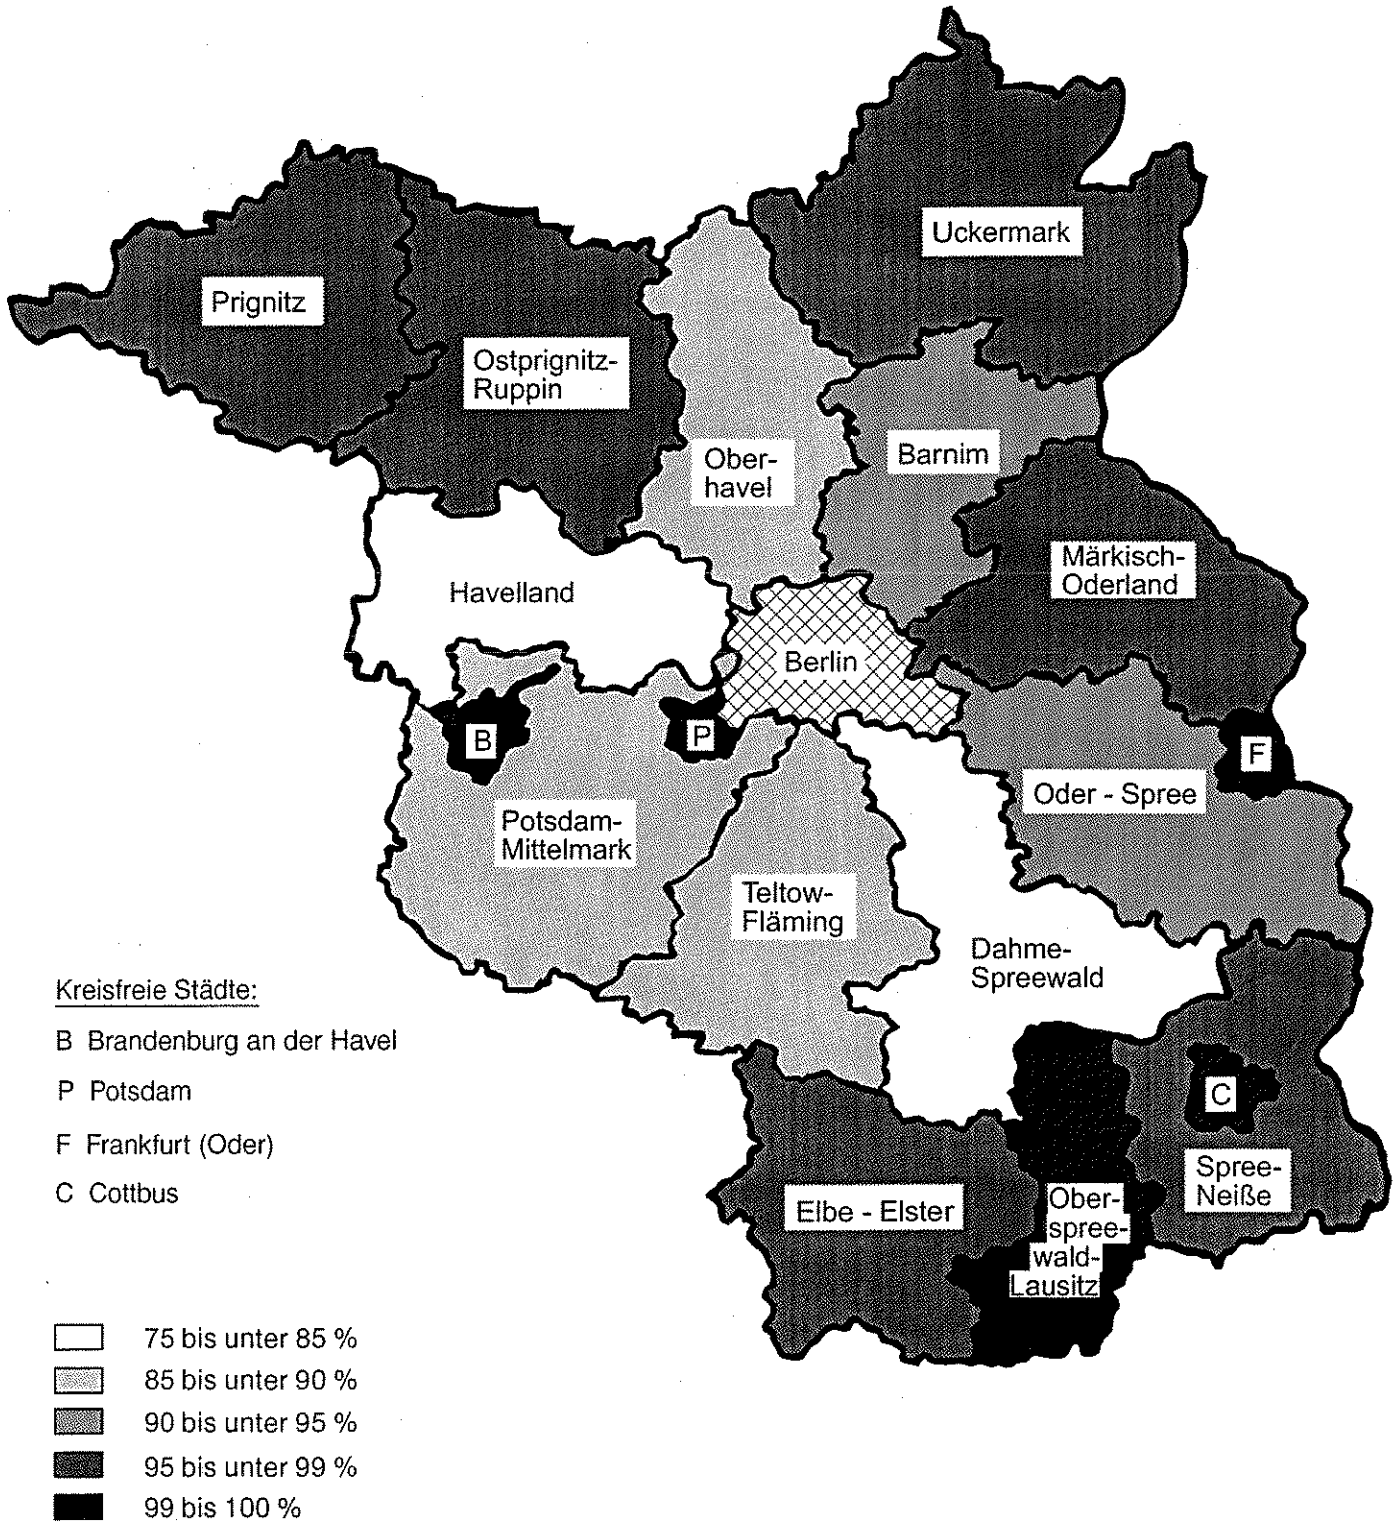 Uckermark
Prignitz
Ostprignitz-
Ruppin
Ober-
havel
Barnim
Märkisch-
Oderland
Havelland
Berlin
B
P
F
Oder - Spree
Potsdam-
Mittelmark
Teltow-
Fläming
Dahme-
Spreewald
C
Spree-
Neiße
Elbe - Elster
Ober-
spree-
wald-
Lausitz
Kreisfreie Städte:
B Brandenburg an der Havel
P Potsdam
F Frankfurt (Oder)
C Cottbus
75 bis unter 85 %
85 bis unter 90 %
90 bis unter 95 %
95 bis unter 99 %
99 bis 100 %